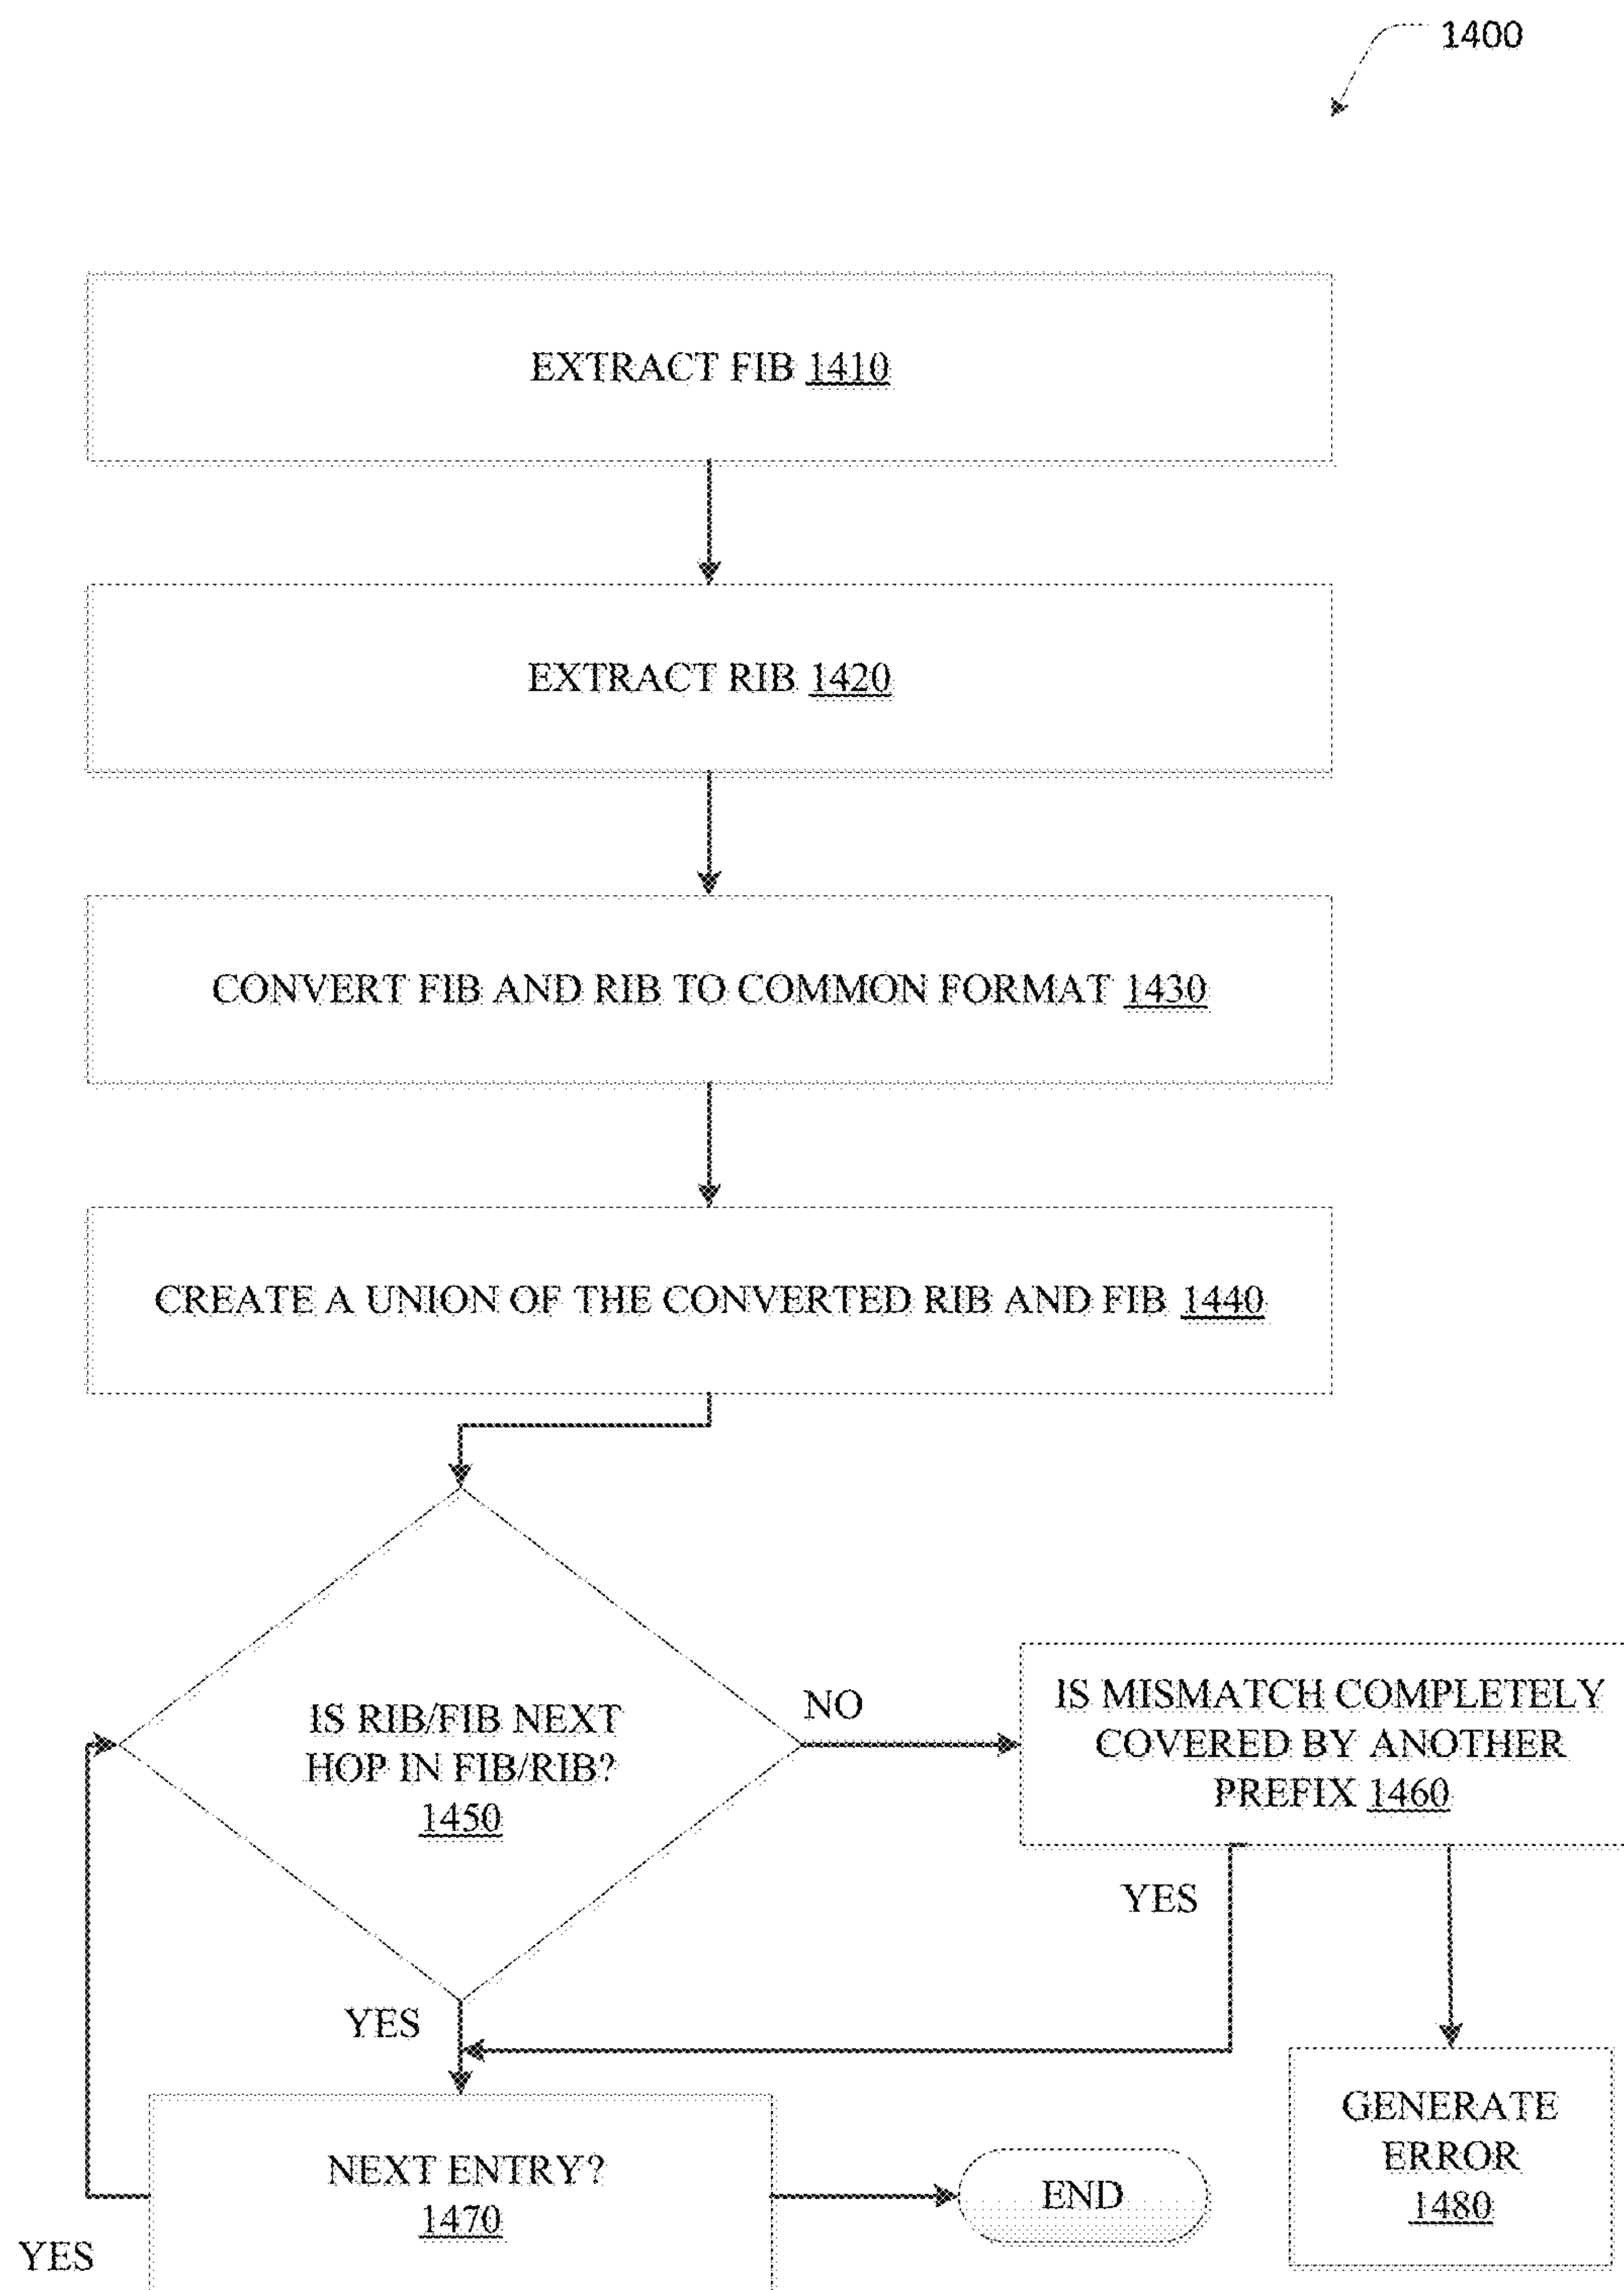 1400
EXTRACT FIB 1410
EXTRACT RIB 1420
CONVERT FIB AND RIB TO COMMON FORMAT 1430
CREATE A UNION OF THE CONVERTED RIB AND FIB 1440
IS RIB/FIB NEXT
HOP IN FIB/RIB?
1450
NO
IS MISMATCH COMPLETELY
COVERED BY ANOTHER
PREFIX 1460
YES
YES
NEXT ENTRY?
1470
YES
END
GENERATE
ERROR
1480